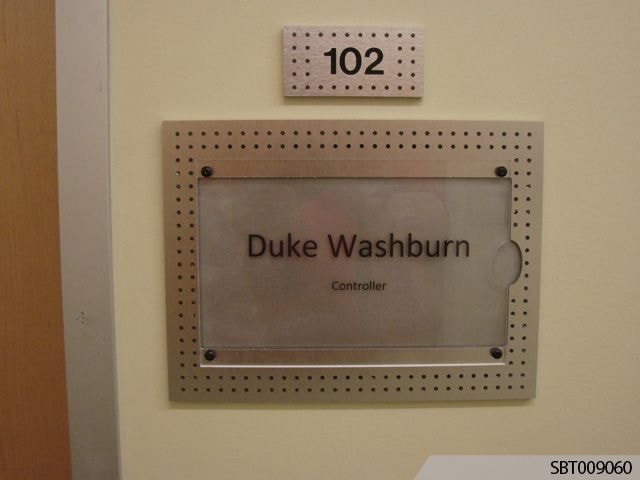 102
Duke Washburn
Controller
SBT009060